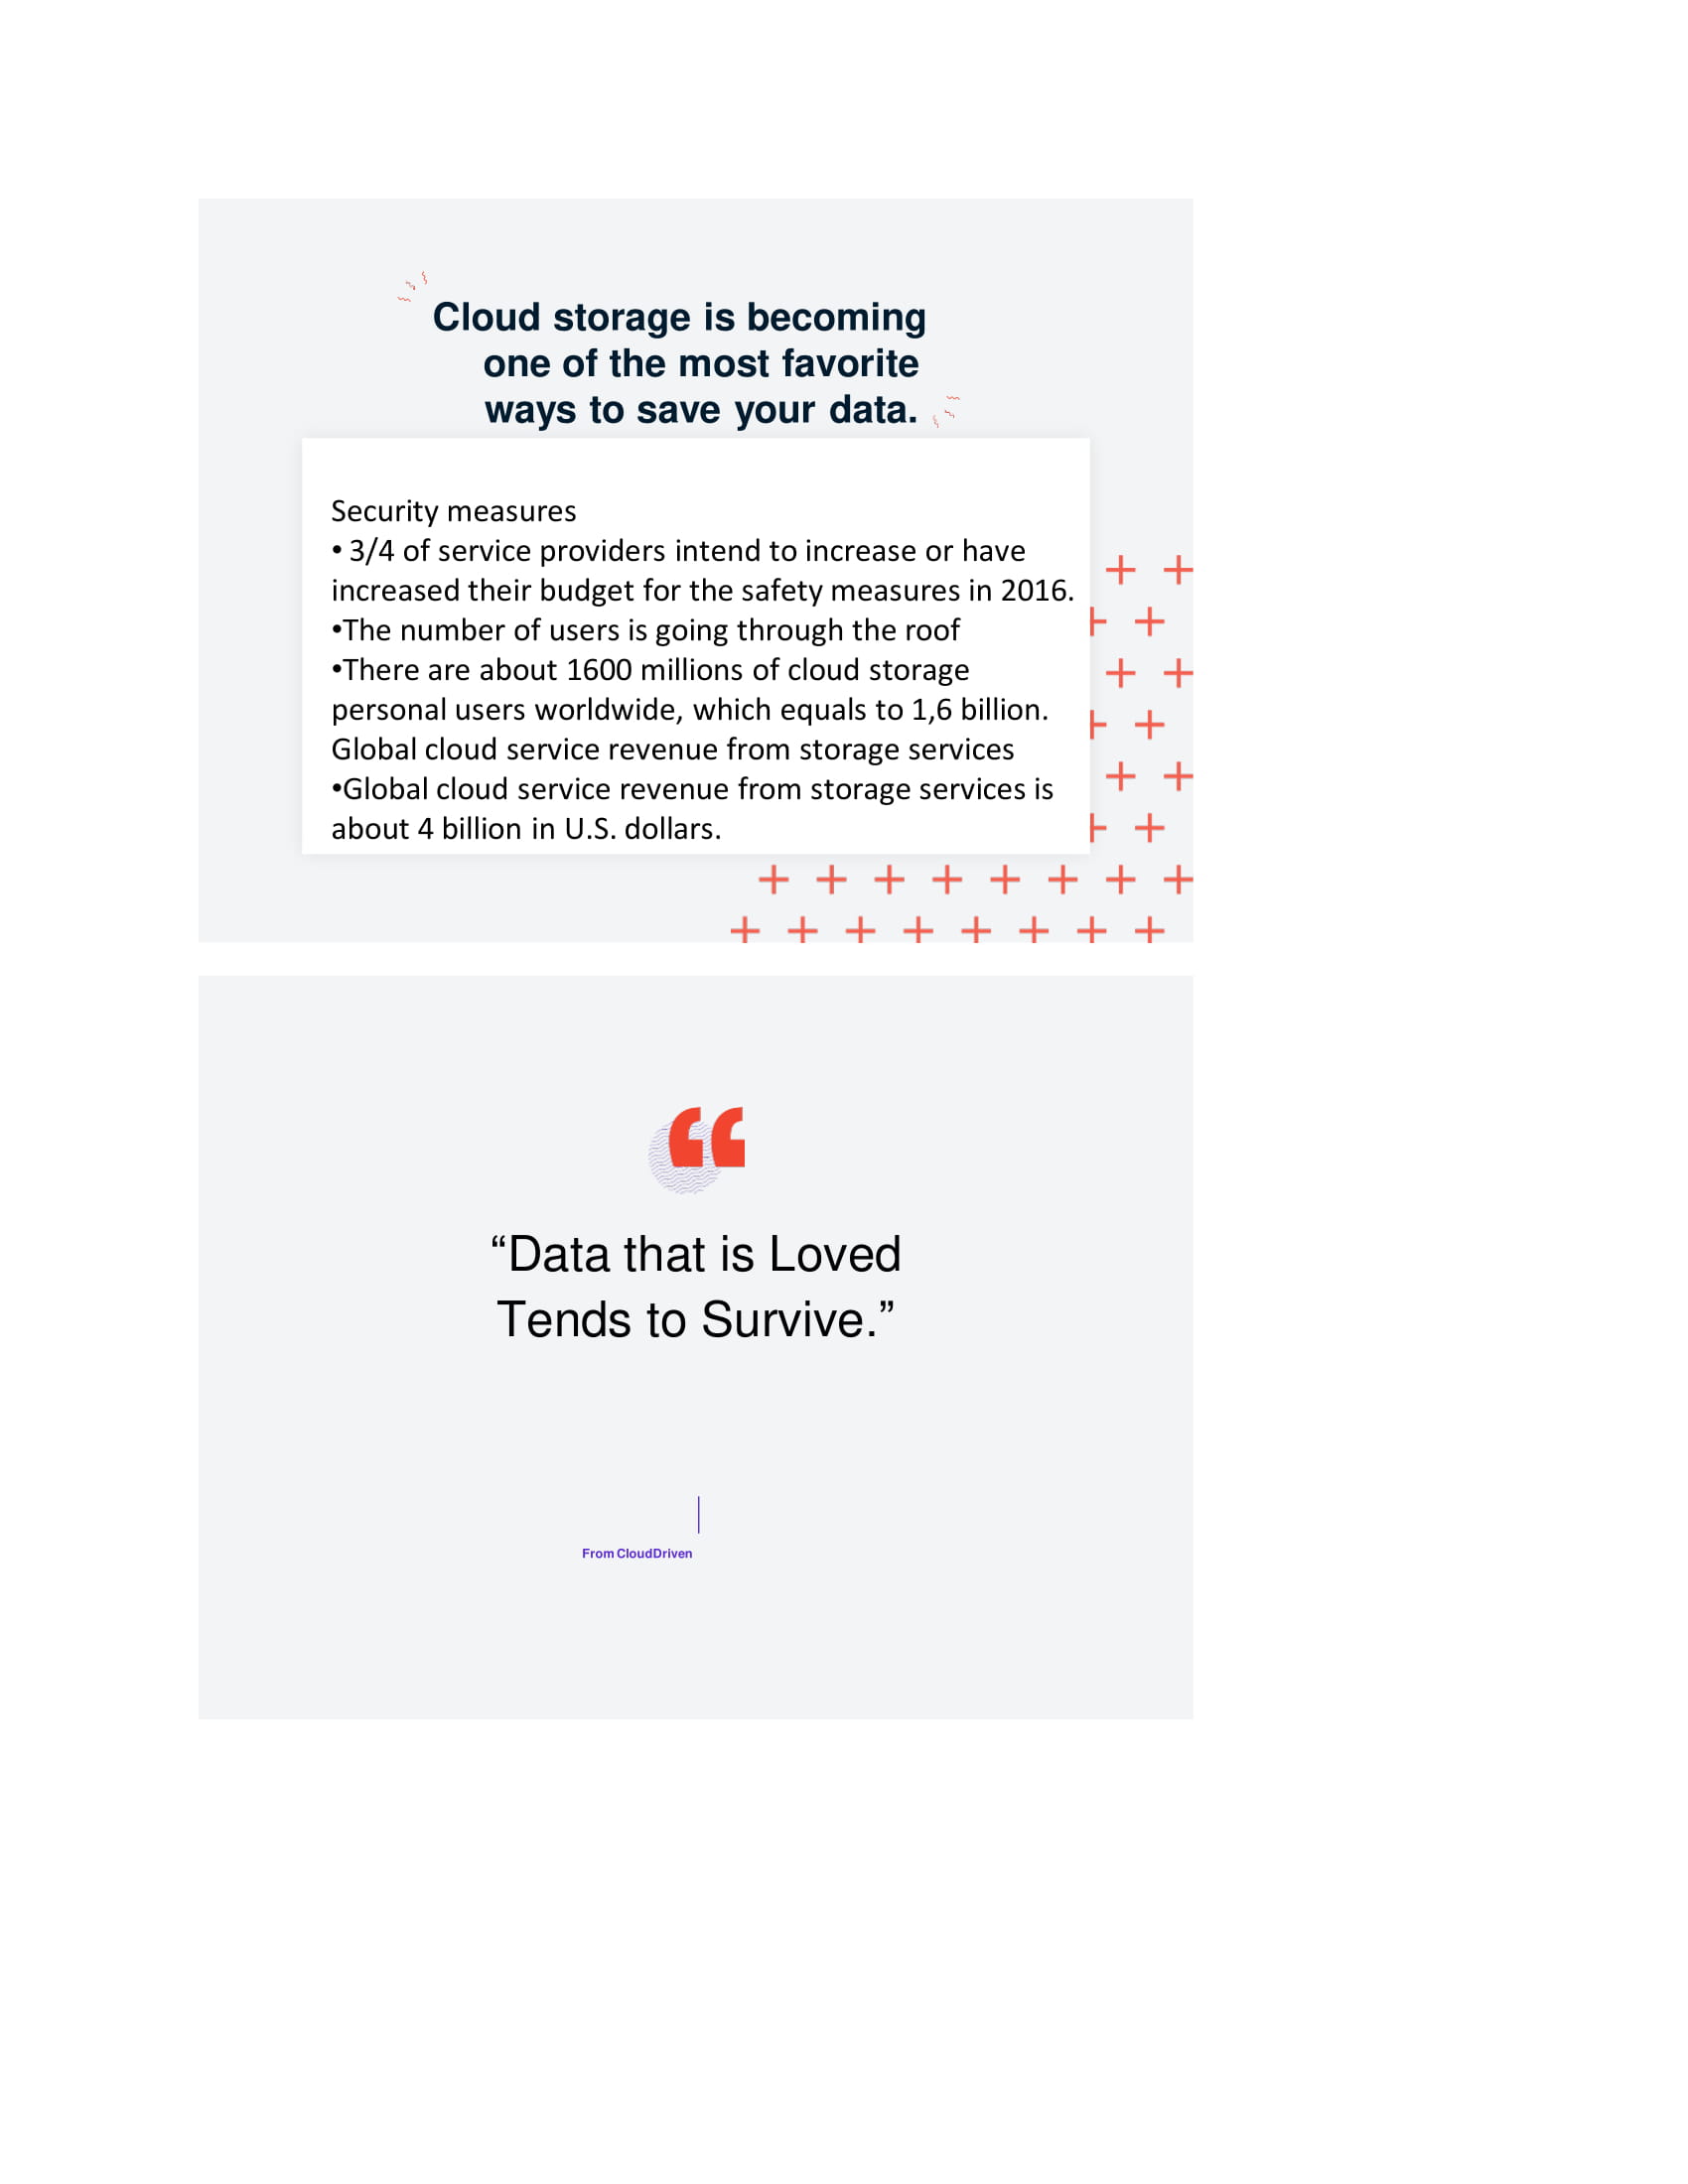 Cloud storage is becoming
one of the most favorite
ways to save your data.
Security measures
• 3/4 of service providers intend to increase or have
increased their budget for the safety measures in 2016.
•The number of users is going through the roof
•There are about 1600 millions of cloud storage
personal users worldwide, which equals to 1,6 billion.
Global cloud service revenue from storage services
•Global cloud service revenue from storage services is
about 4 billion in U.S. dollars.
“Data that is Loved
Tends to Survive.”
From CloudDriven